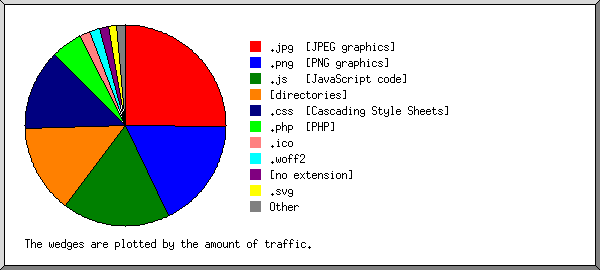 .jpg [JPEG graphics]
.png [PNG graphics]
.js [JavaScript code]
[directories]
.css [Cascading Style Sheets]
.php [PHP]
.ico
.woff2
[no extension]
.svg
Other
The wedges are plotted by the amount of traffic.